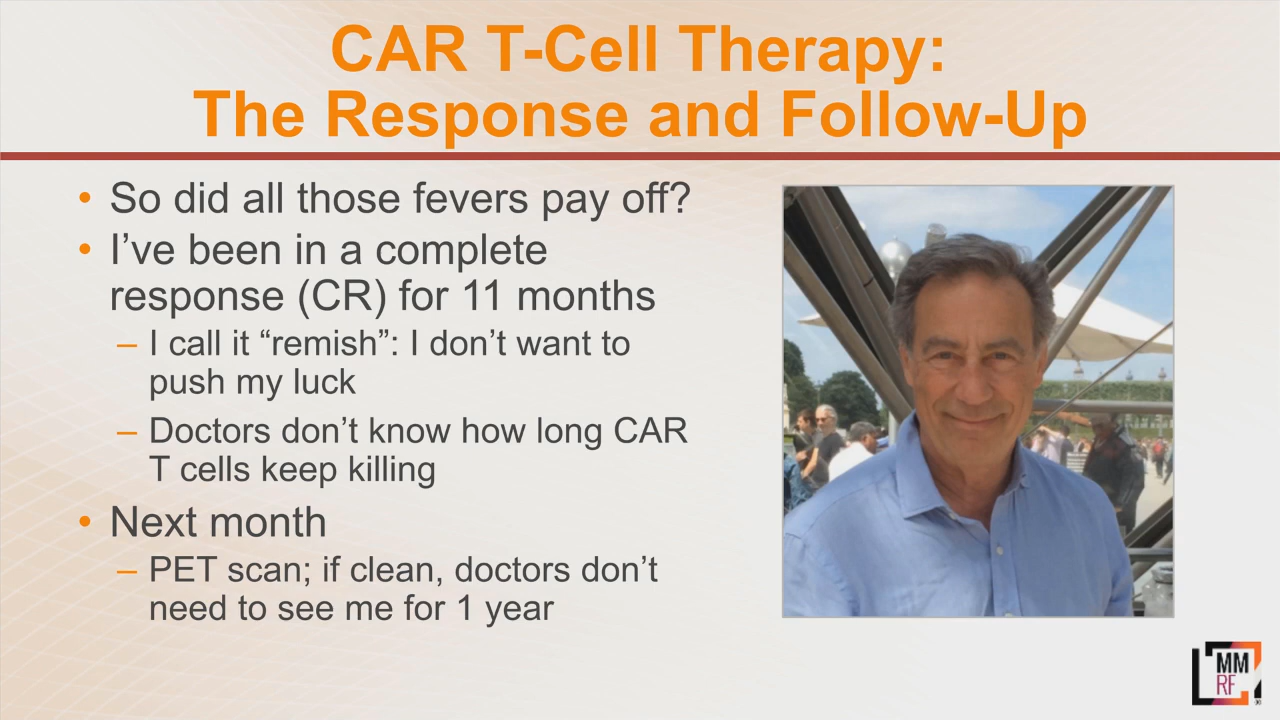 CAR T-Cell Therapy:
The Response and Follow-Up
• So did all those fevers pay off?
• I’ve been in a complete
response (CR) for 11 months
– I call it “remish”: I don’t want to
push my luck
– Doctors don’t know how long CAR
T cells keep killing
• Next month
– PET scan; if clean, doctors don’t
need to see me for 1 year
MM
RF